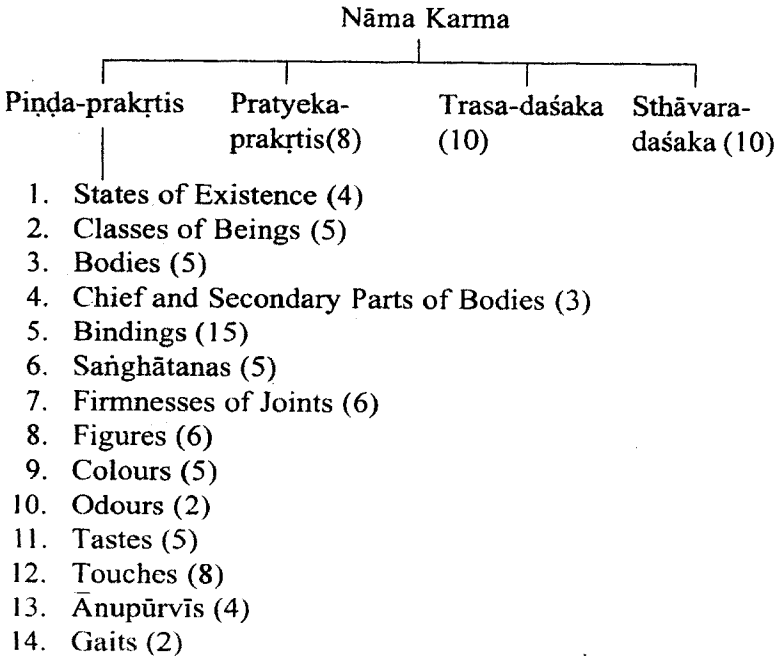 Nāma Karma
Piṇḍa-prakṛtis
Pratyeka-
prakṛtis(8)
Trasa-daśaka
(10)
Sthāvara-
daśaka (10)
1. States of Existence (4)
2. Classes of Beings (5)
3. Bodies (5)
4. Chief and Secondary Parts of Bodies (3)
5. Bindings (15)
6. Saṅghātanas (5)
7. Firmnesses of Joints (6)
8. Figures (6)
9. Colours (5)
10. Odours (2)
11. Tastes (5)
12. Touches (8)
13. Ānupūrvīs (4)
14. Gaits (2)